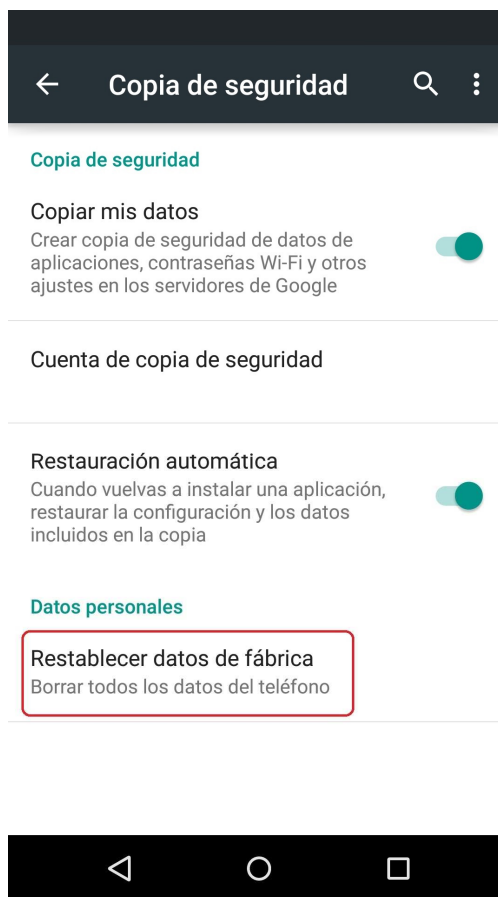 Copia de seguridad
Copia de seguridad
Copiar mis datos
Crear copia de seguridad de datos de
aplicaciones, contraseñas Wi-Fi y otros
ajustes en los servidores de Google
Cuenta de copia de seguridad
Restauración automática
Cuando vuelvas a instalar una aplicación,
restaurar la configuración y los datos
incluidos en la copia
Datos personales
Restablecer datos de fábrica
Borrar todos los datos del teléfono